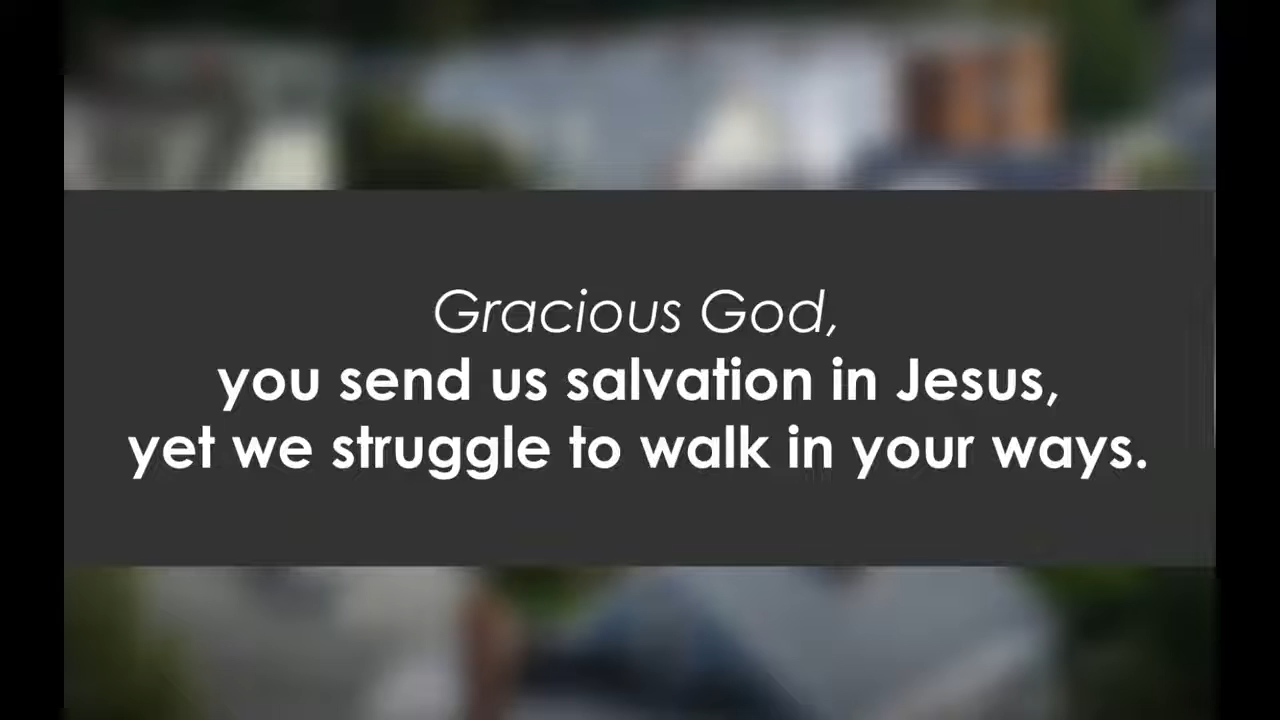 Gracious God,
you send us salvation in Jesus,
yet we struggle to walk in your ways.